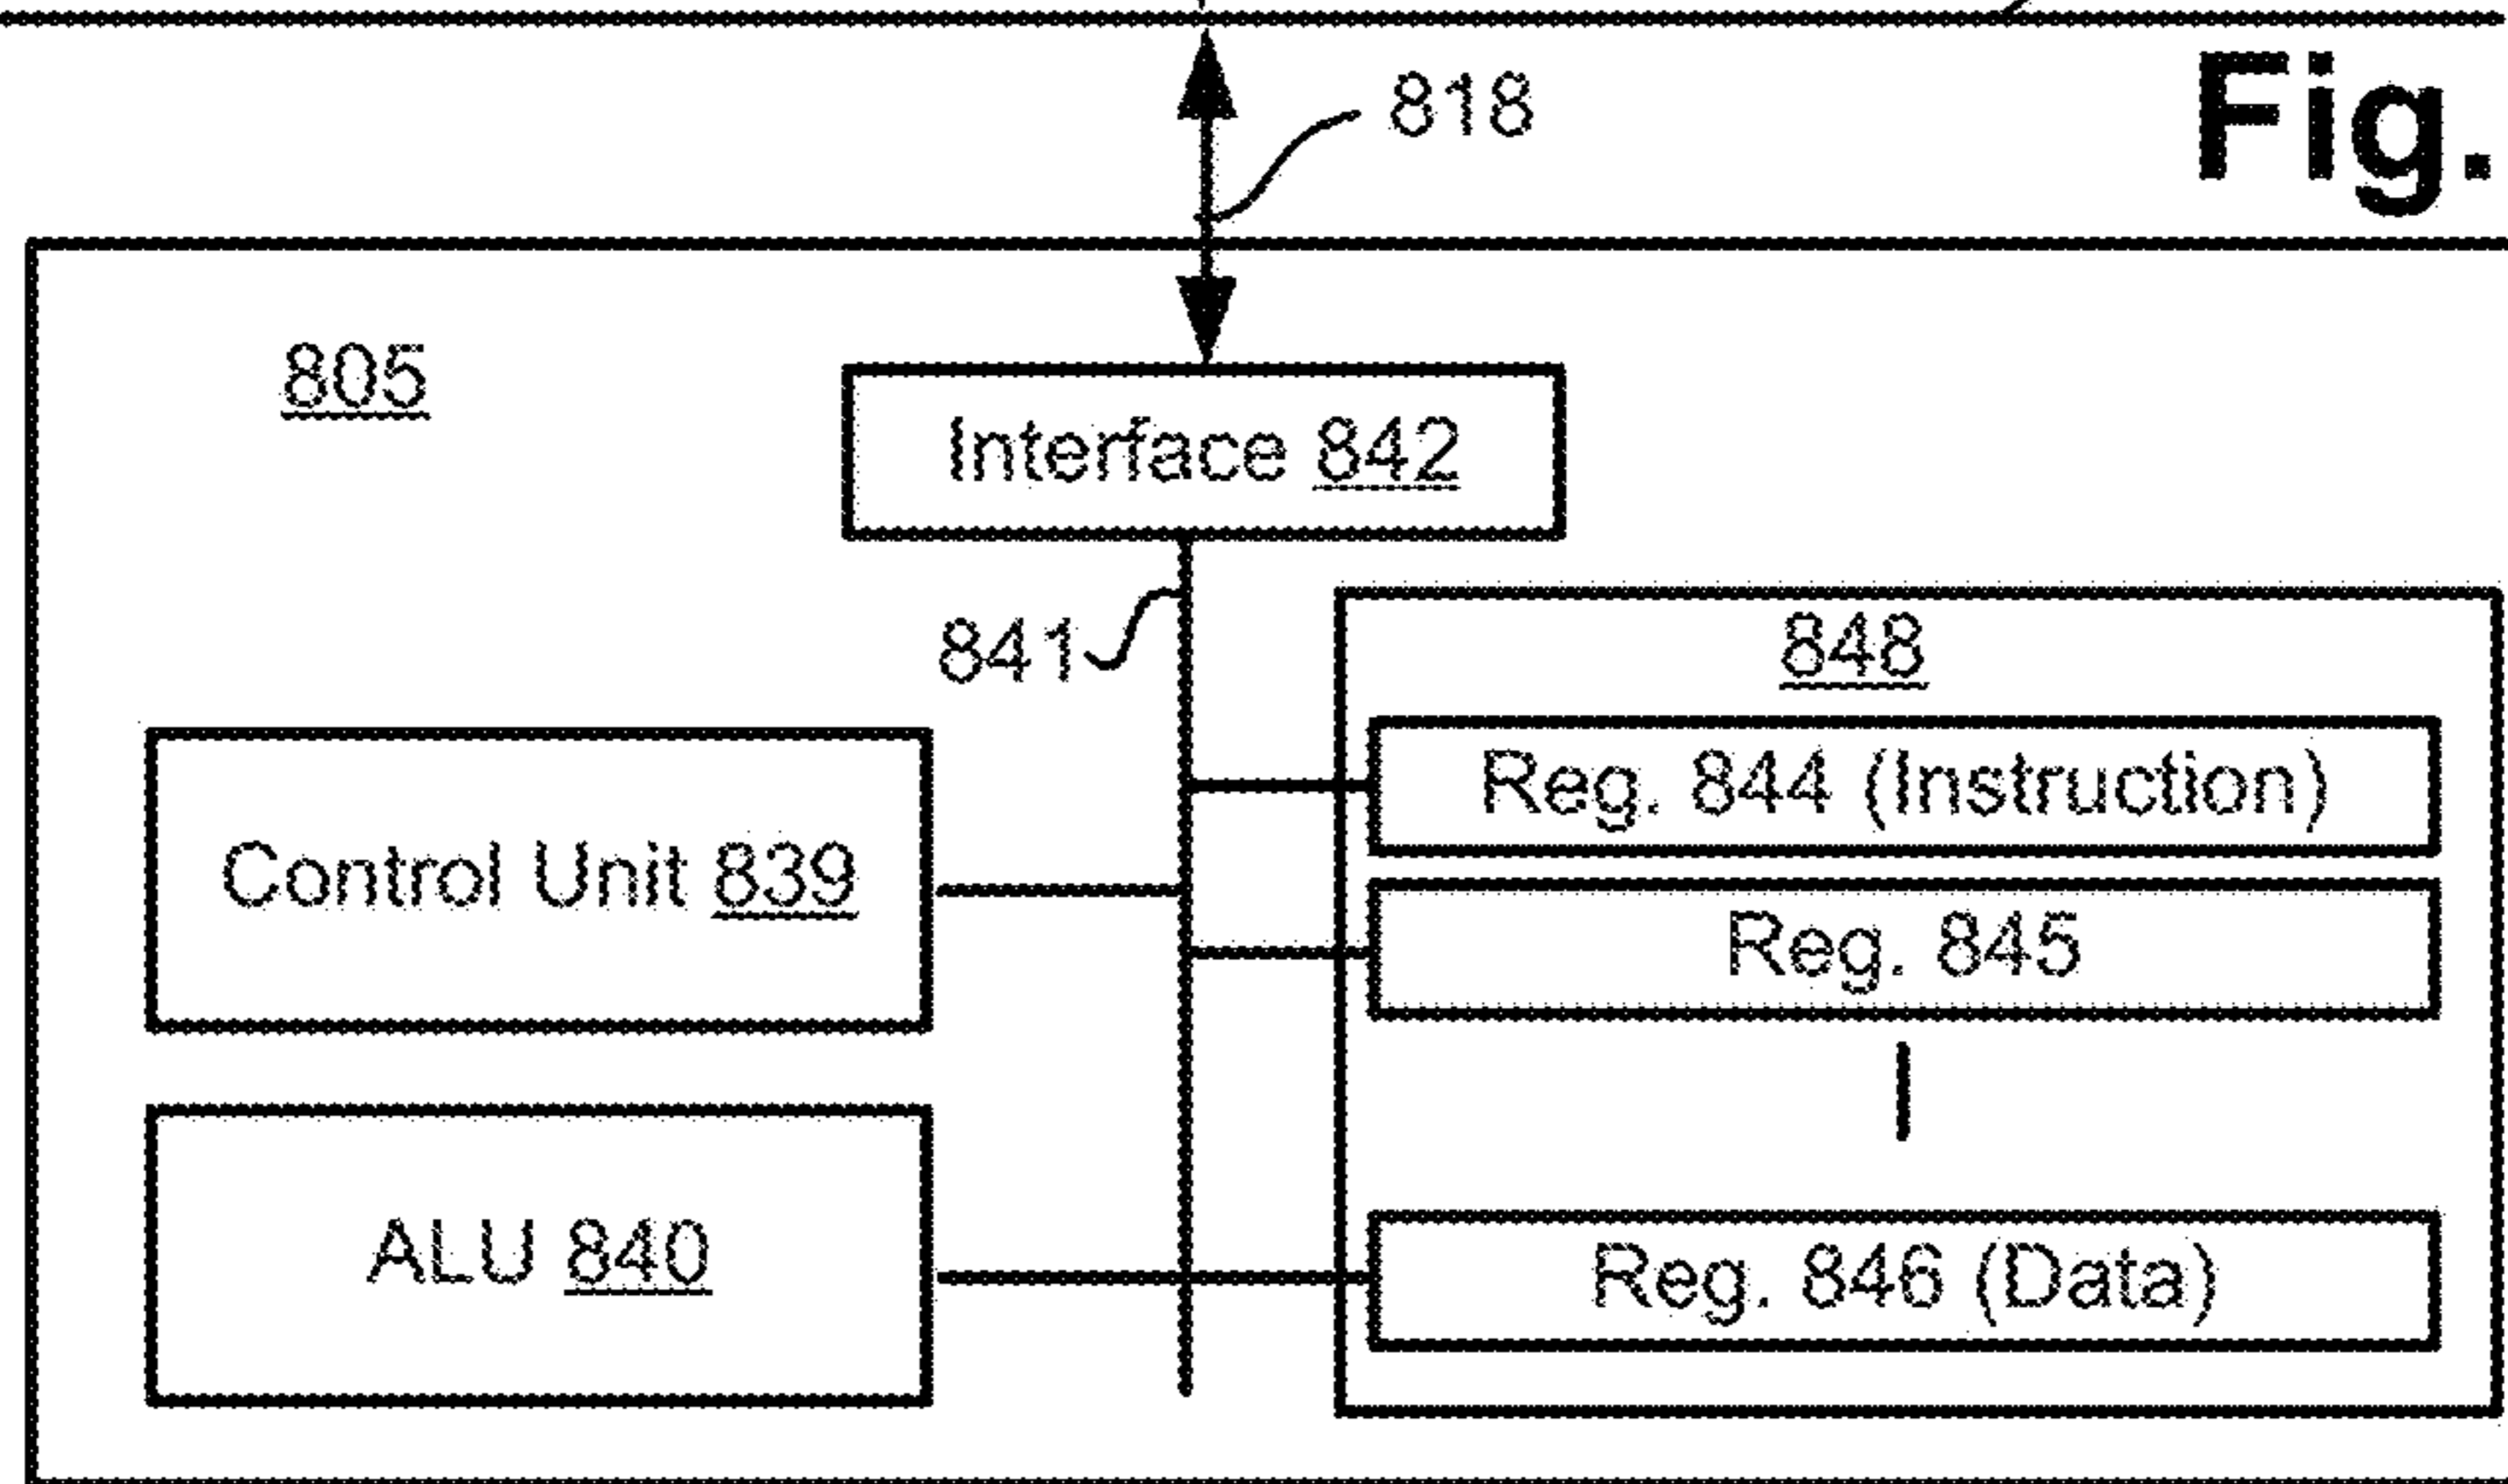 818
Fig.
805
Interface 842
841
848
Reg. 844 (Instruction)
Control Unit 839
Reg. 845
ALU 840
Reg. 846 (Data)